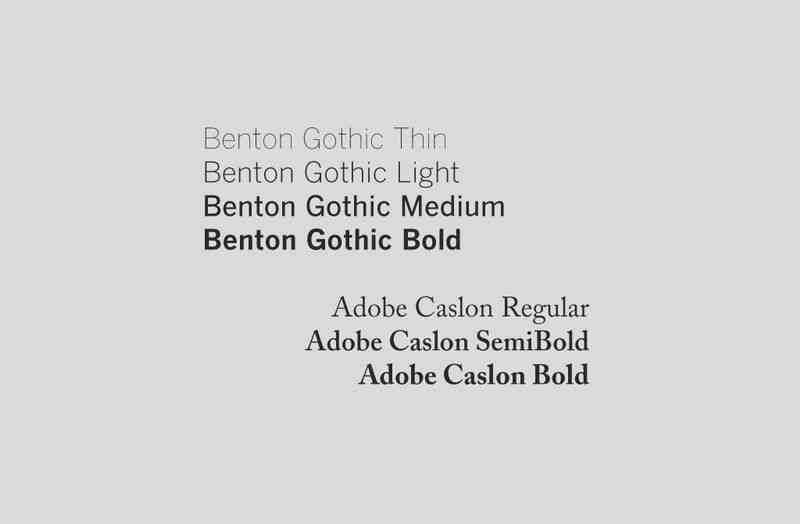 Benton Gothic Thin
Benton Gothic Light
Benton Gothic Medium
Benton Gothic Bold
Adobe Caslon Regular
Adobe Caslon SemiBold
Adobe Caslon Bold